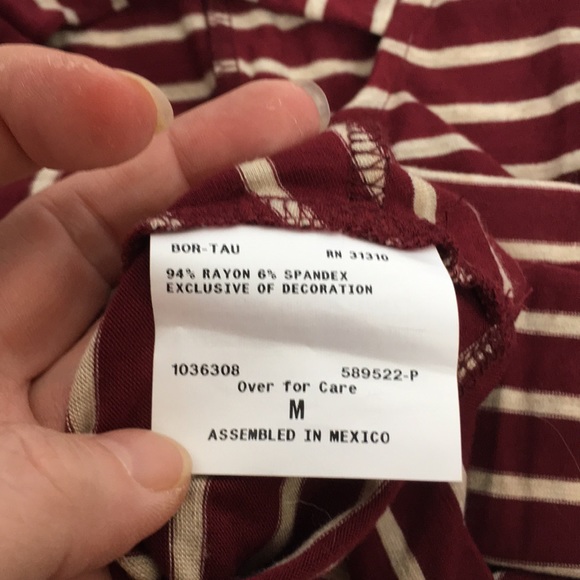 BOR-TAU RN 31310
94% RAYON 6% SPANDEX
EXCLUSIVE OF DECORATION
1036308 589522-P
Over for Care
M
ASSEMBLED IN MEXICO